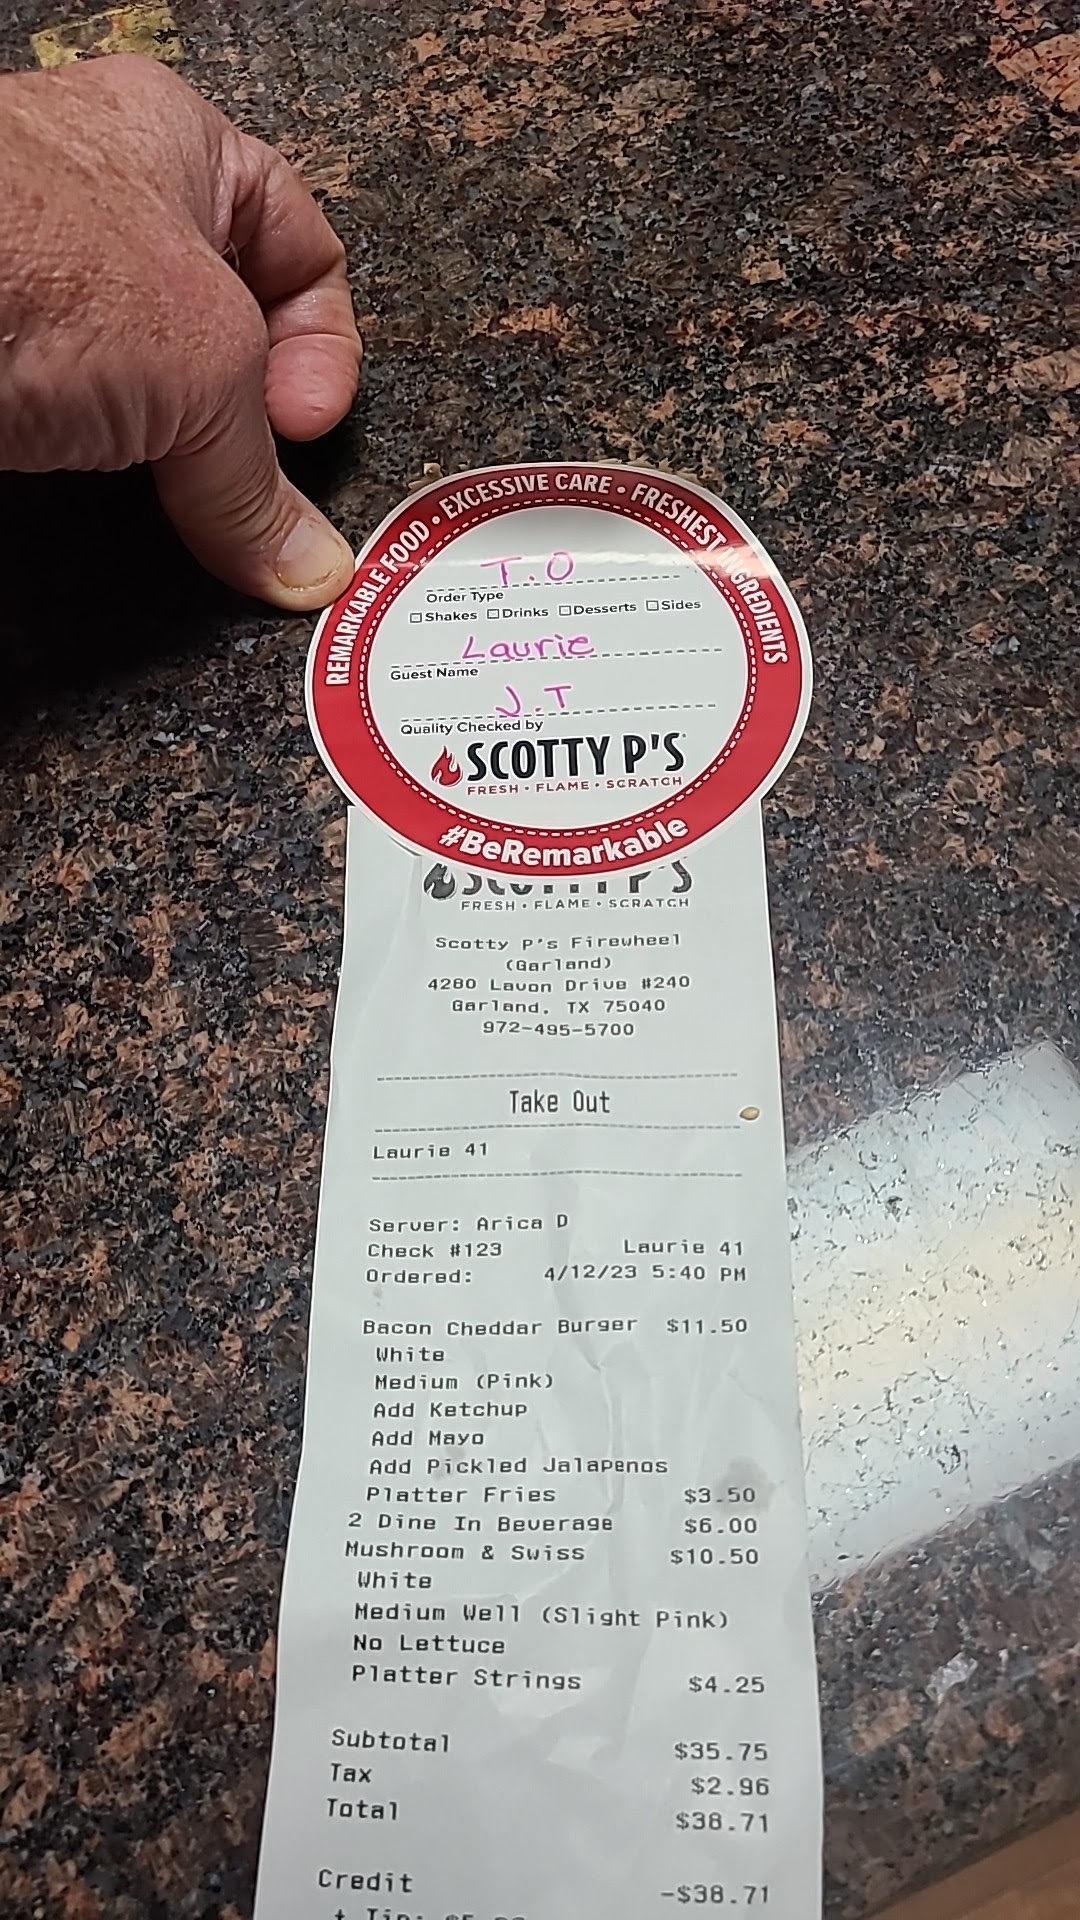 REMARKABLE FOOD • EXCESSIVE CARE • FRESHEST INGREDIENTS
T.O
Order Type
☐Shakes ☐Drinks ☐Desserts ☐Sides
Laurie
Guest Name
J.T
Quality Checked by
SCOTTY P'S
FRESH • FLAME • SCRATCH
#BeRemarkable
SCOTTY P'S
FRESH • FLAME • SCRATCH
Scotty P's Firewheel
(Garland)
4280 Lavon Drive #240
Garland, TX 75040
972-495-5700
Take Out
Laurie 41
Server: Arica D
Check #123 Laurie 41
Ordered: 4/12/23 5:40 PM
Bacon Cheddar Burger $11.50
White
Medium (Pink)
Add Ketchup
Add Mayo
Add Pickled Jalapenos
Platter Fries $3.50
2 Dine In Beverage $6.00
Mushroom & Swiss $10.50
White
Medium Well (Slight Pink)
No Lettuce
Platter Strings $4.25
Subtotal $35.75
Tax $2.96
Total $38.71
Credit -$38.71
+ Tip: